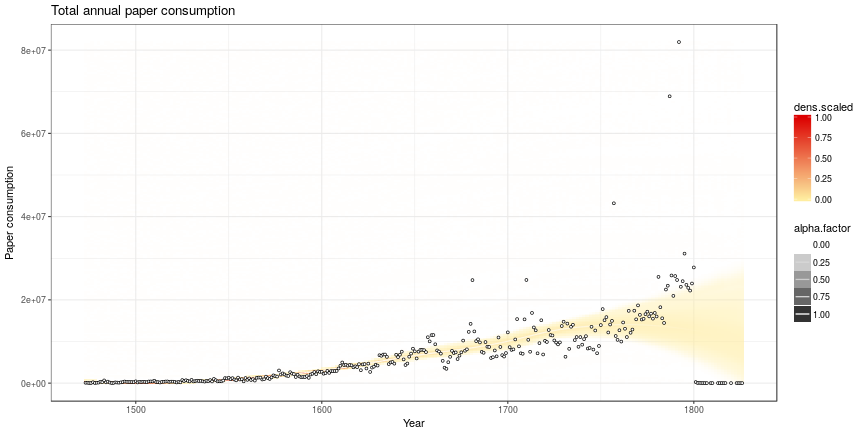 Total annual paper consumption
8e+07
6e+07
4e+07
2e+07
0e+00
Paper consumption
1500
1600
1700
1800
Year
dens.scaled
1.00
0.75
0.50
0.25
0.00
alpha.factor
0.00
0.25
0.50
0.75
1.00